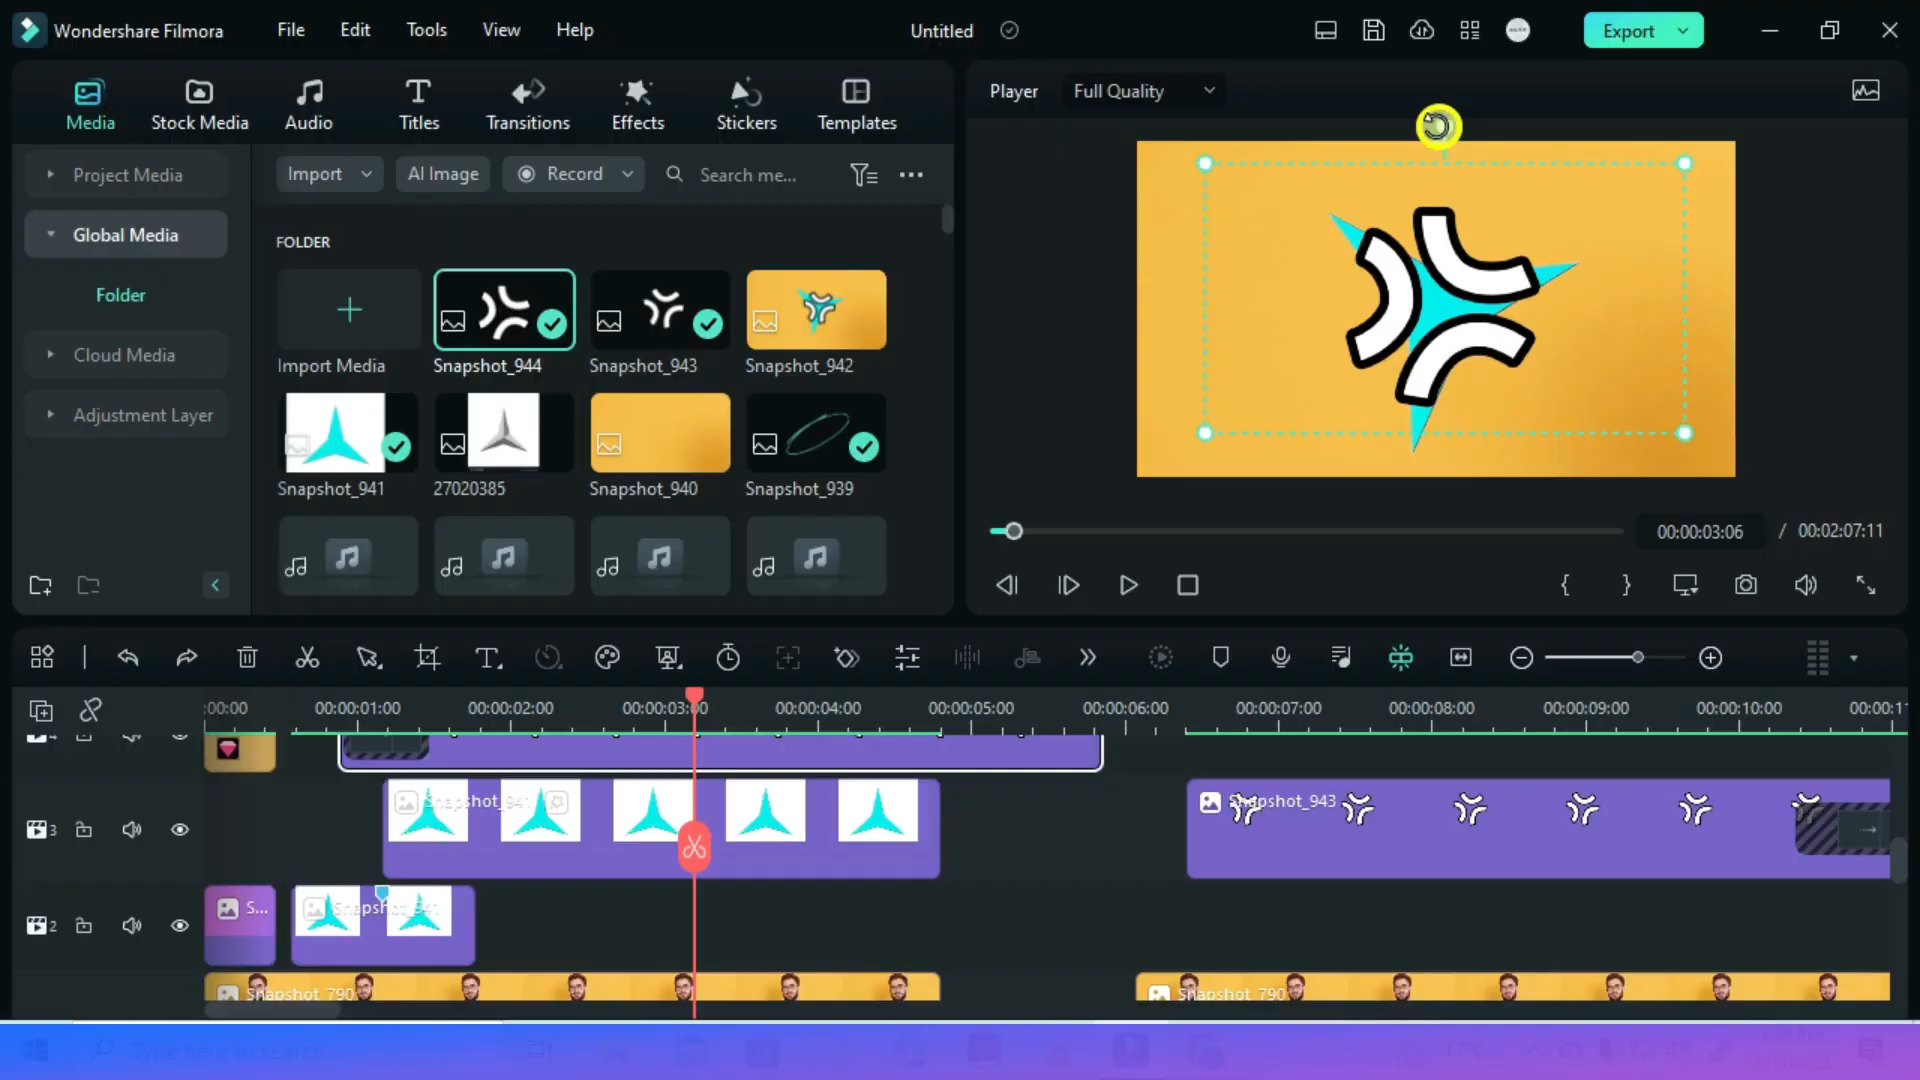 Wondershare Filmora
File
Edit
Tools
View
Help
Untitled
Export
Media
Stock Media
Audio
Titles
Transitions
Effects
Stickers
Templates
Player
Full Quality
Project Media
Global Media
Folder
Cloud Media
Adjustment Layer
Import
AI Image
Record
Search me...
FOLDER
Import Media
Snapshot_944
Snapshot_943
Snapshot_942
Snapshot_941
27020385
Snapshot_940
Snapshot_939
00:00:03:06 / 00:02:07:11
:00:00
00:00:01:00
00:00:02:00
00:00:03:00
00:00:04:00
00:00:05:00
00:00:06:00
00:00:07:00
00:00:08:00
00:00:09:00
00:00:10:00
00:00:11
3
Snapshot_941
Snapshot_943
2
S...
Snapshot_941
Snapshot_790
Snapshot_790
Type here to search